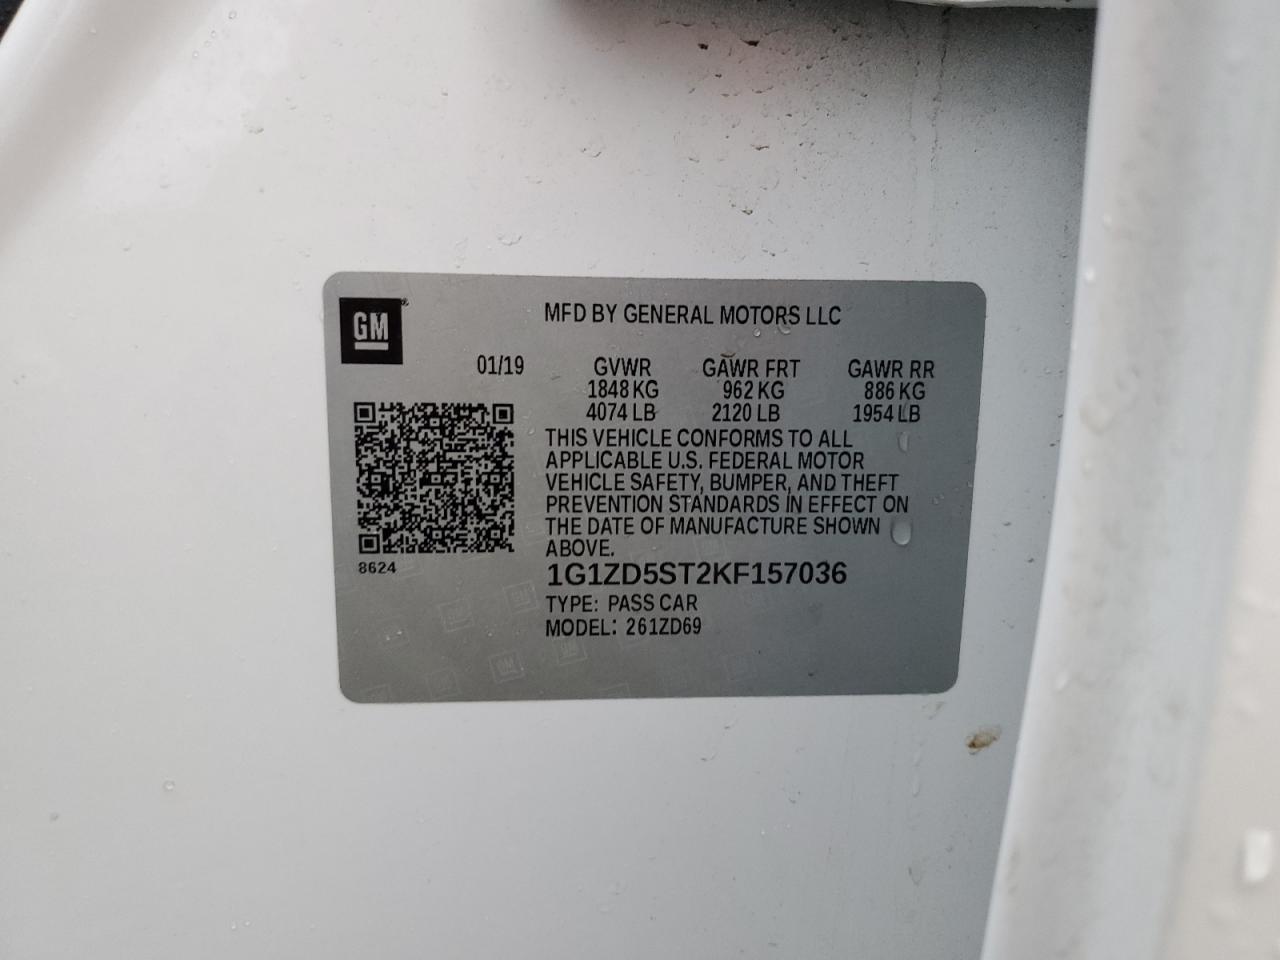 GM
MFD BY GENERAL MOTORS LLC
01/19 GVWR GAWR FRT GAWR RR
1848 KG 962 KG 886 KG
4074 LB 2120 LB 1954 LB
THIS VEHICLE CONFORMS TO ALL
APPLICABLE U.S. FEDERAL MOTOR
VEHICLE SAFETY, BUMPER, AND THEFT
PREVENTION STANDARDS IN EFFECT ON
THE DATE OF MANUFACTURE SHOWN
ABOVE.
8624
1G1ZD5ST2KF157036
TYPE: PASS CAR
MODEL: 261ZD69